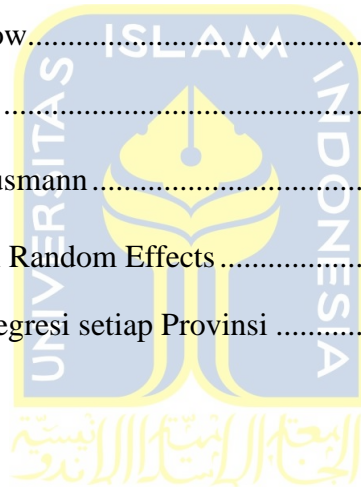 ow....................................
ISLAM
UNIVERSITAS
INDONESIA
....................................
usmann....................................
Random Effects....................................
egresi setiap Provinsi ....................................